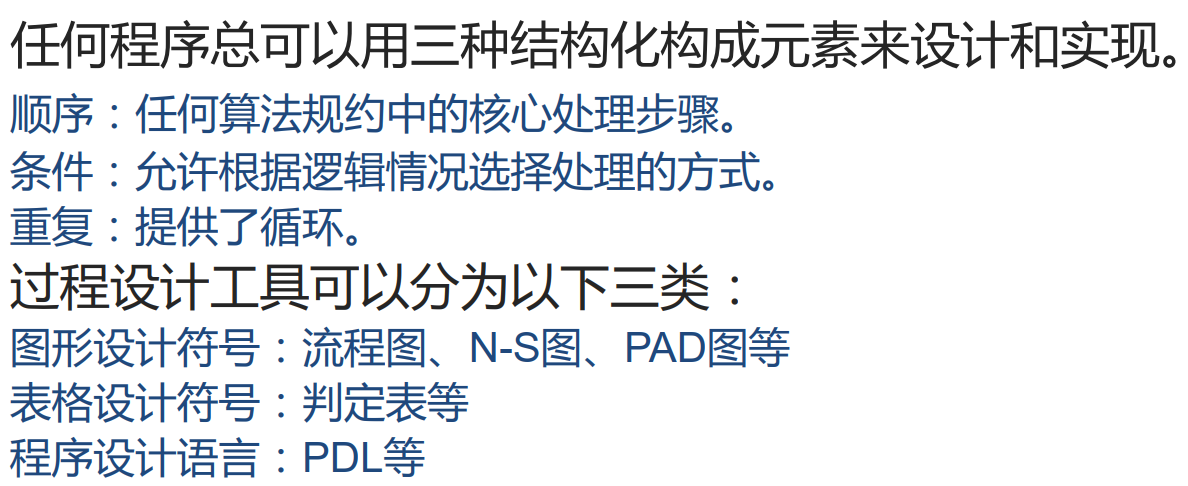 任何程序总可以用三种结构化构成元素来设计和实现。
顺序：任何算法规约中的核心处理步骤。
条件：允许根据逻辑情况选择处理的方式。
重复：提供了循环。
过程设计工具可以分为以下三类：
图形设计符号：流程图、N-S图、PAD图等
表格设计符号：判定表等
程序设计语言：PDL等